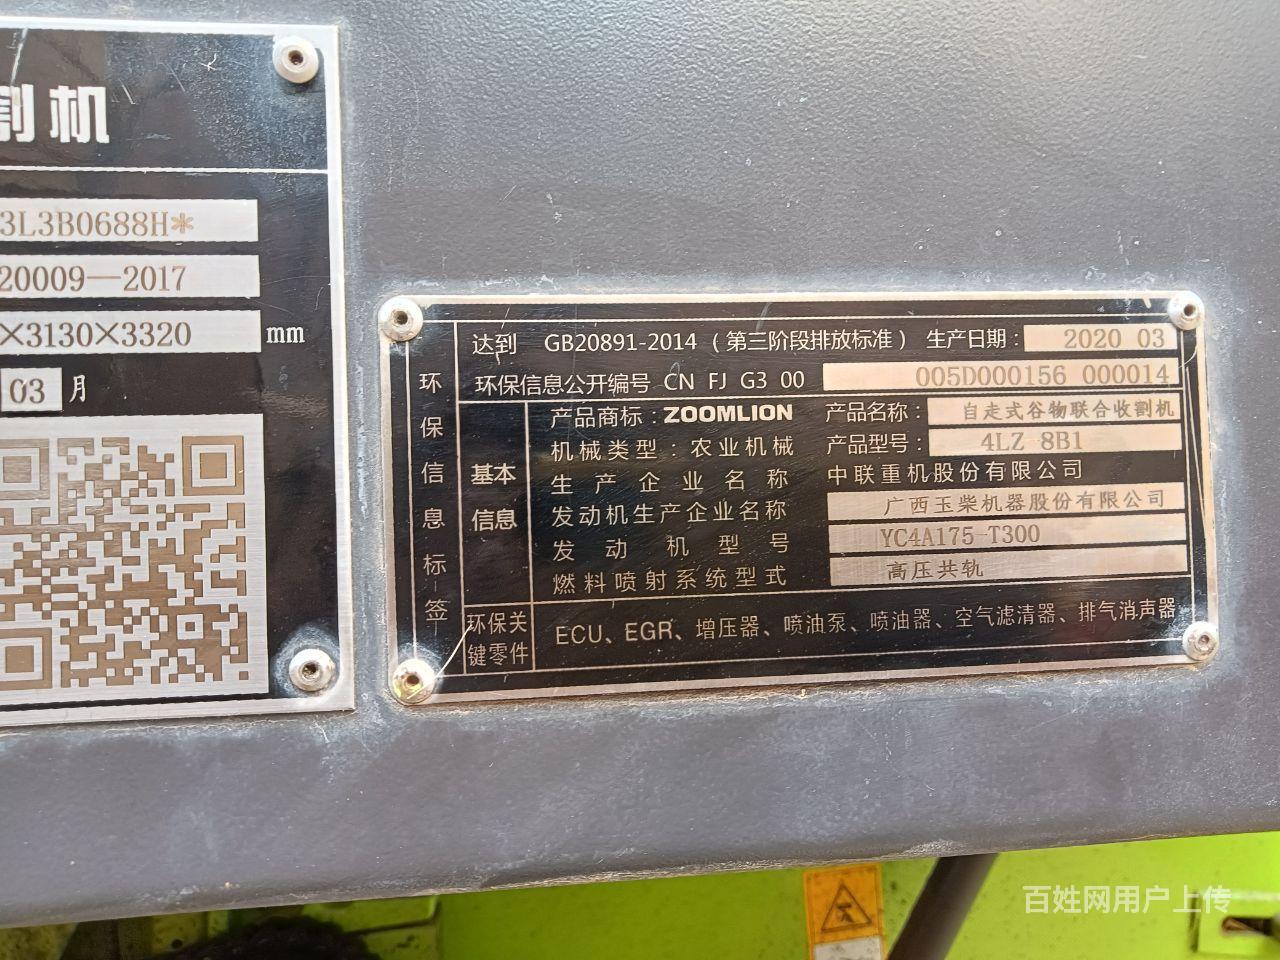 割机
3L3B0688H*
20009—2017
×3130×3320 mm
03 月
环保信息标签
达到 GB20891-2014（第三阶段排放标准） 生产日期： 2020 03
环保信息公开编号 CN FJ G3 00 005D000156 000014
基本信息
产品商标：ZOOMLION 产品名称： 自走式谷物联合收割机
机械类型：农业机械 产品型号： 4LZ 8B1
生产企业名称 中联重机股份有限公司
发动机生产企业名称 广西玉柴机器股份有限公司
发动机型号 YC4A175-T300
燃料喷射系统型式 高压共轨
环保关键零件 ECU、EGR、增压器、喷油泵、喷油器、空气滤清器、排气消声器
百姓网用户上传